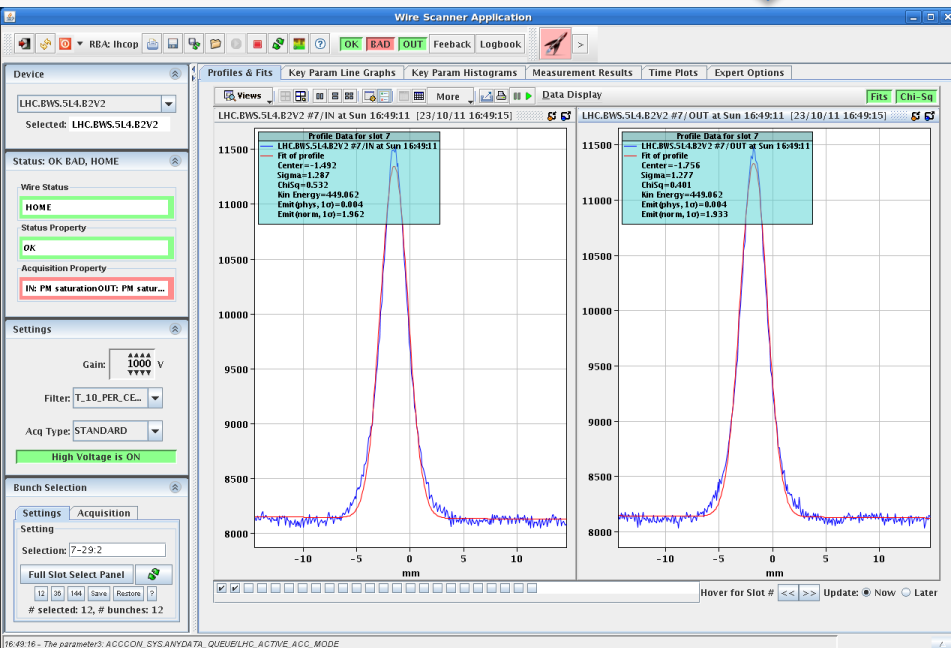 Wire Scanner Application
RBA: lhcop
OK BAD OUT Feeback Logbook >
Device
LHC.BWS.5L4.B2V2
Selected: LHC.BWS.5L4.B2V2
Status: OK BAD, HOME
Wire Status
HOME
Status Property
OK
Acquisition Property
IN: PM saturationOUT: PM satur...
Settings
Gain: 1000 V
Filter: T_10_PER_CE...
Acq Type: STANDARD
High Voltage is ON
Bunch Selection
Settings Acquisition
Setting
Selection: 7-29:2
Full Slot Select Panel
12 36 144 Save Restore ?
# selected: 12, # bunches: 12
Profiles & Fits Key Param Line Graphs Key Param Histograms Measurement Results Time Plots Expert Options
Views More Data Display Fits Chi-Sq
LHC.BWS.5L4.B2V2 #7/IN at Sun 16:49:11 [23/10/11 16:49:15]
Profile Data for slot 7
LHC.BWS.5L4.B2V2 #7/IN at Sun 16:49:11
Fit of profile
Center=-1.492
Sigma=1.287
ChiSq=0.532
Kin Energy=449.062
Emit(phys, 1σ)=0.004
Emit(norm, 1σ)=1.962
11500
11000
10500
10000
9500
9000
8500
8000
-10 -5 0 5 10
mm
LHC.BWS.5L4.B2V2 #7/OUT at Sun 16:49:11 [23/10/11 16:49:15]
Profile Data for slot 7
LHC.BWS.5L4.B2V2 #7/OUT at Sun 16:49:11
Fit of profile
Center=-1.756
Sigma=1.277
ChiSq=0.401
Kin Energy=449.062
Emit(phys, 1σ)=0.004
Emit(norm, 1σ)=1.933
11500
11000
10500
10000
9500
9000
8500
8000
-10 -5 0 5 10
mm
Hover for Slot # << >> Update: Now Later
16:49:16 - The parameter3: ACCCON_SYS.ANYDATA_QUEUE/LHC_ACTIVE_ACC_MODE